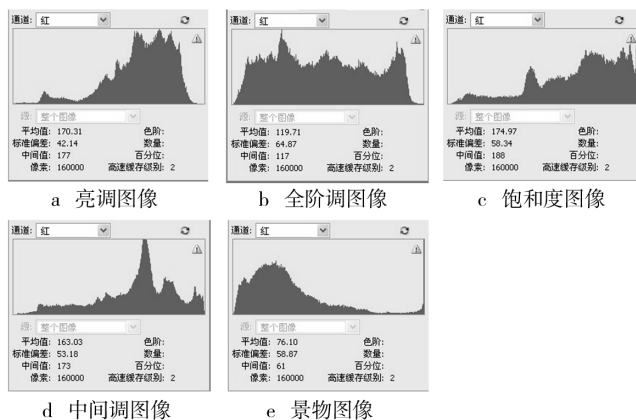 通道: 红
源: 整个图像
平均值: 170.31 色阶:
标准偏差: 42.14 数量:
中间值: 177 百分位:
像素: 160000 高速缓存级别: 2
a 亮调图像
通道: 红
源: 整个图像
平均值: 119.71 色阶:
标准偏差: 64.87 数量:
中间值: 117 百分位:
像素: 160000 高速缓存级别: 2
b 全阶调图像
通道: 红
源: 整个图像
平均值: 174.97 色阶:
标准偏差: 58.34 数量:
中间值: 188 百分位:
像素: 160000 高速缓存级别: 2
c 饱和度图像
通道: 红
源: 整个图像
平均值: 163.03 色阶:
标准偏差: 53.18 数量:
中间值: 173 百分位:
像素: 160000 高速缓存级别: 2
d 中间调图像
通道: 红
源: 整个图像
平均值: 76.10 色阶:
标准偏差: 58.87 数量:
中间值: 61 百分位:
像素: 160000 高速缓存级别: 2
e 景物图像